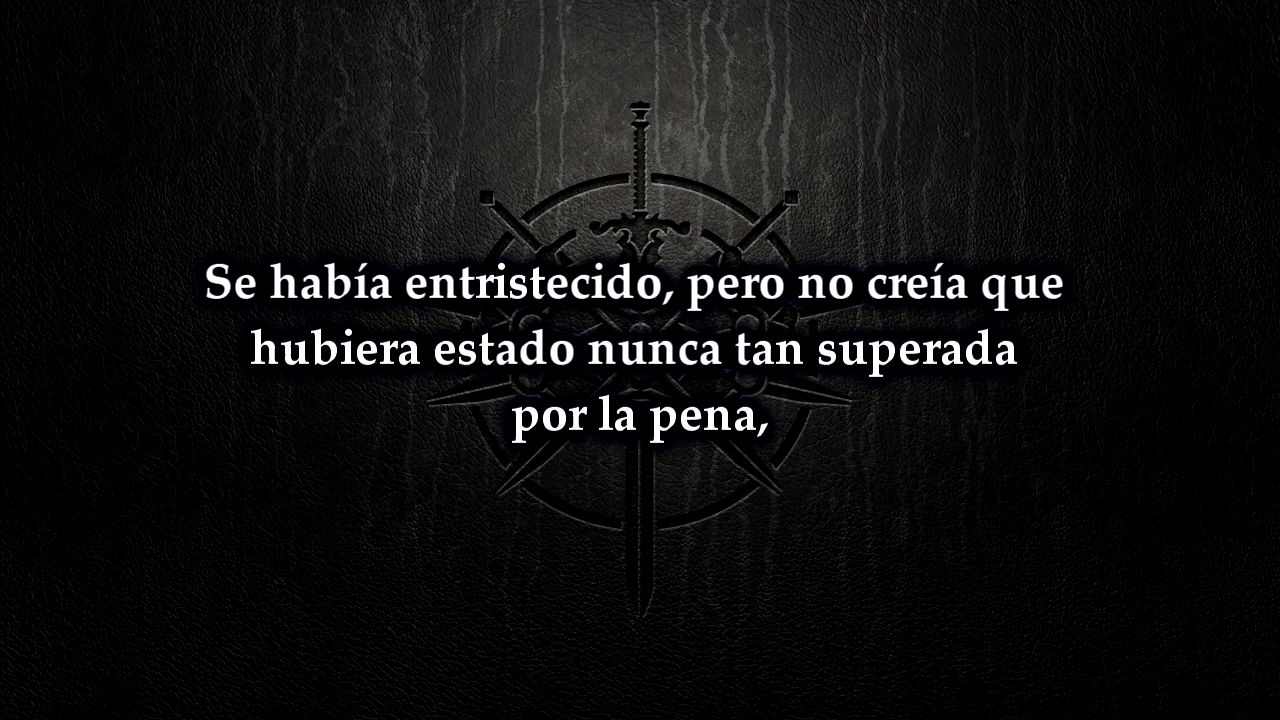 Se había entristecido, pero no creía que
hubiera estado nunca tan superada
por la pena,